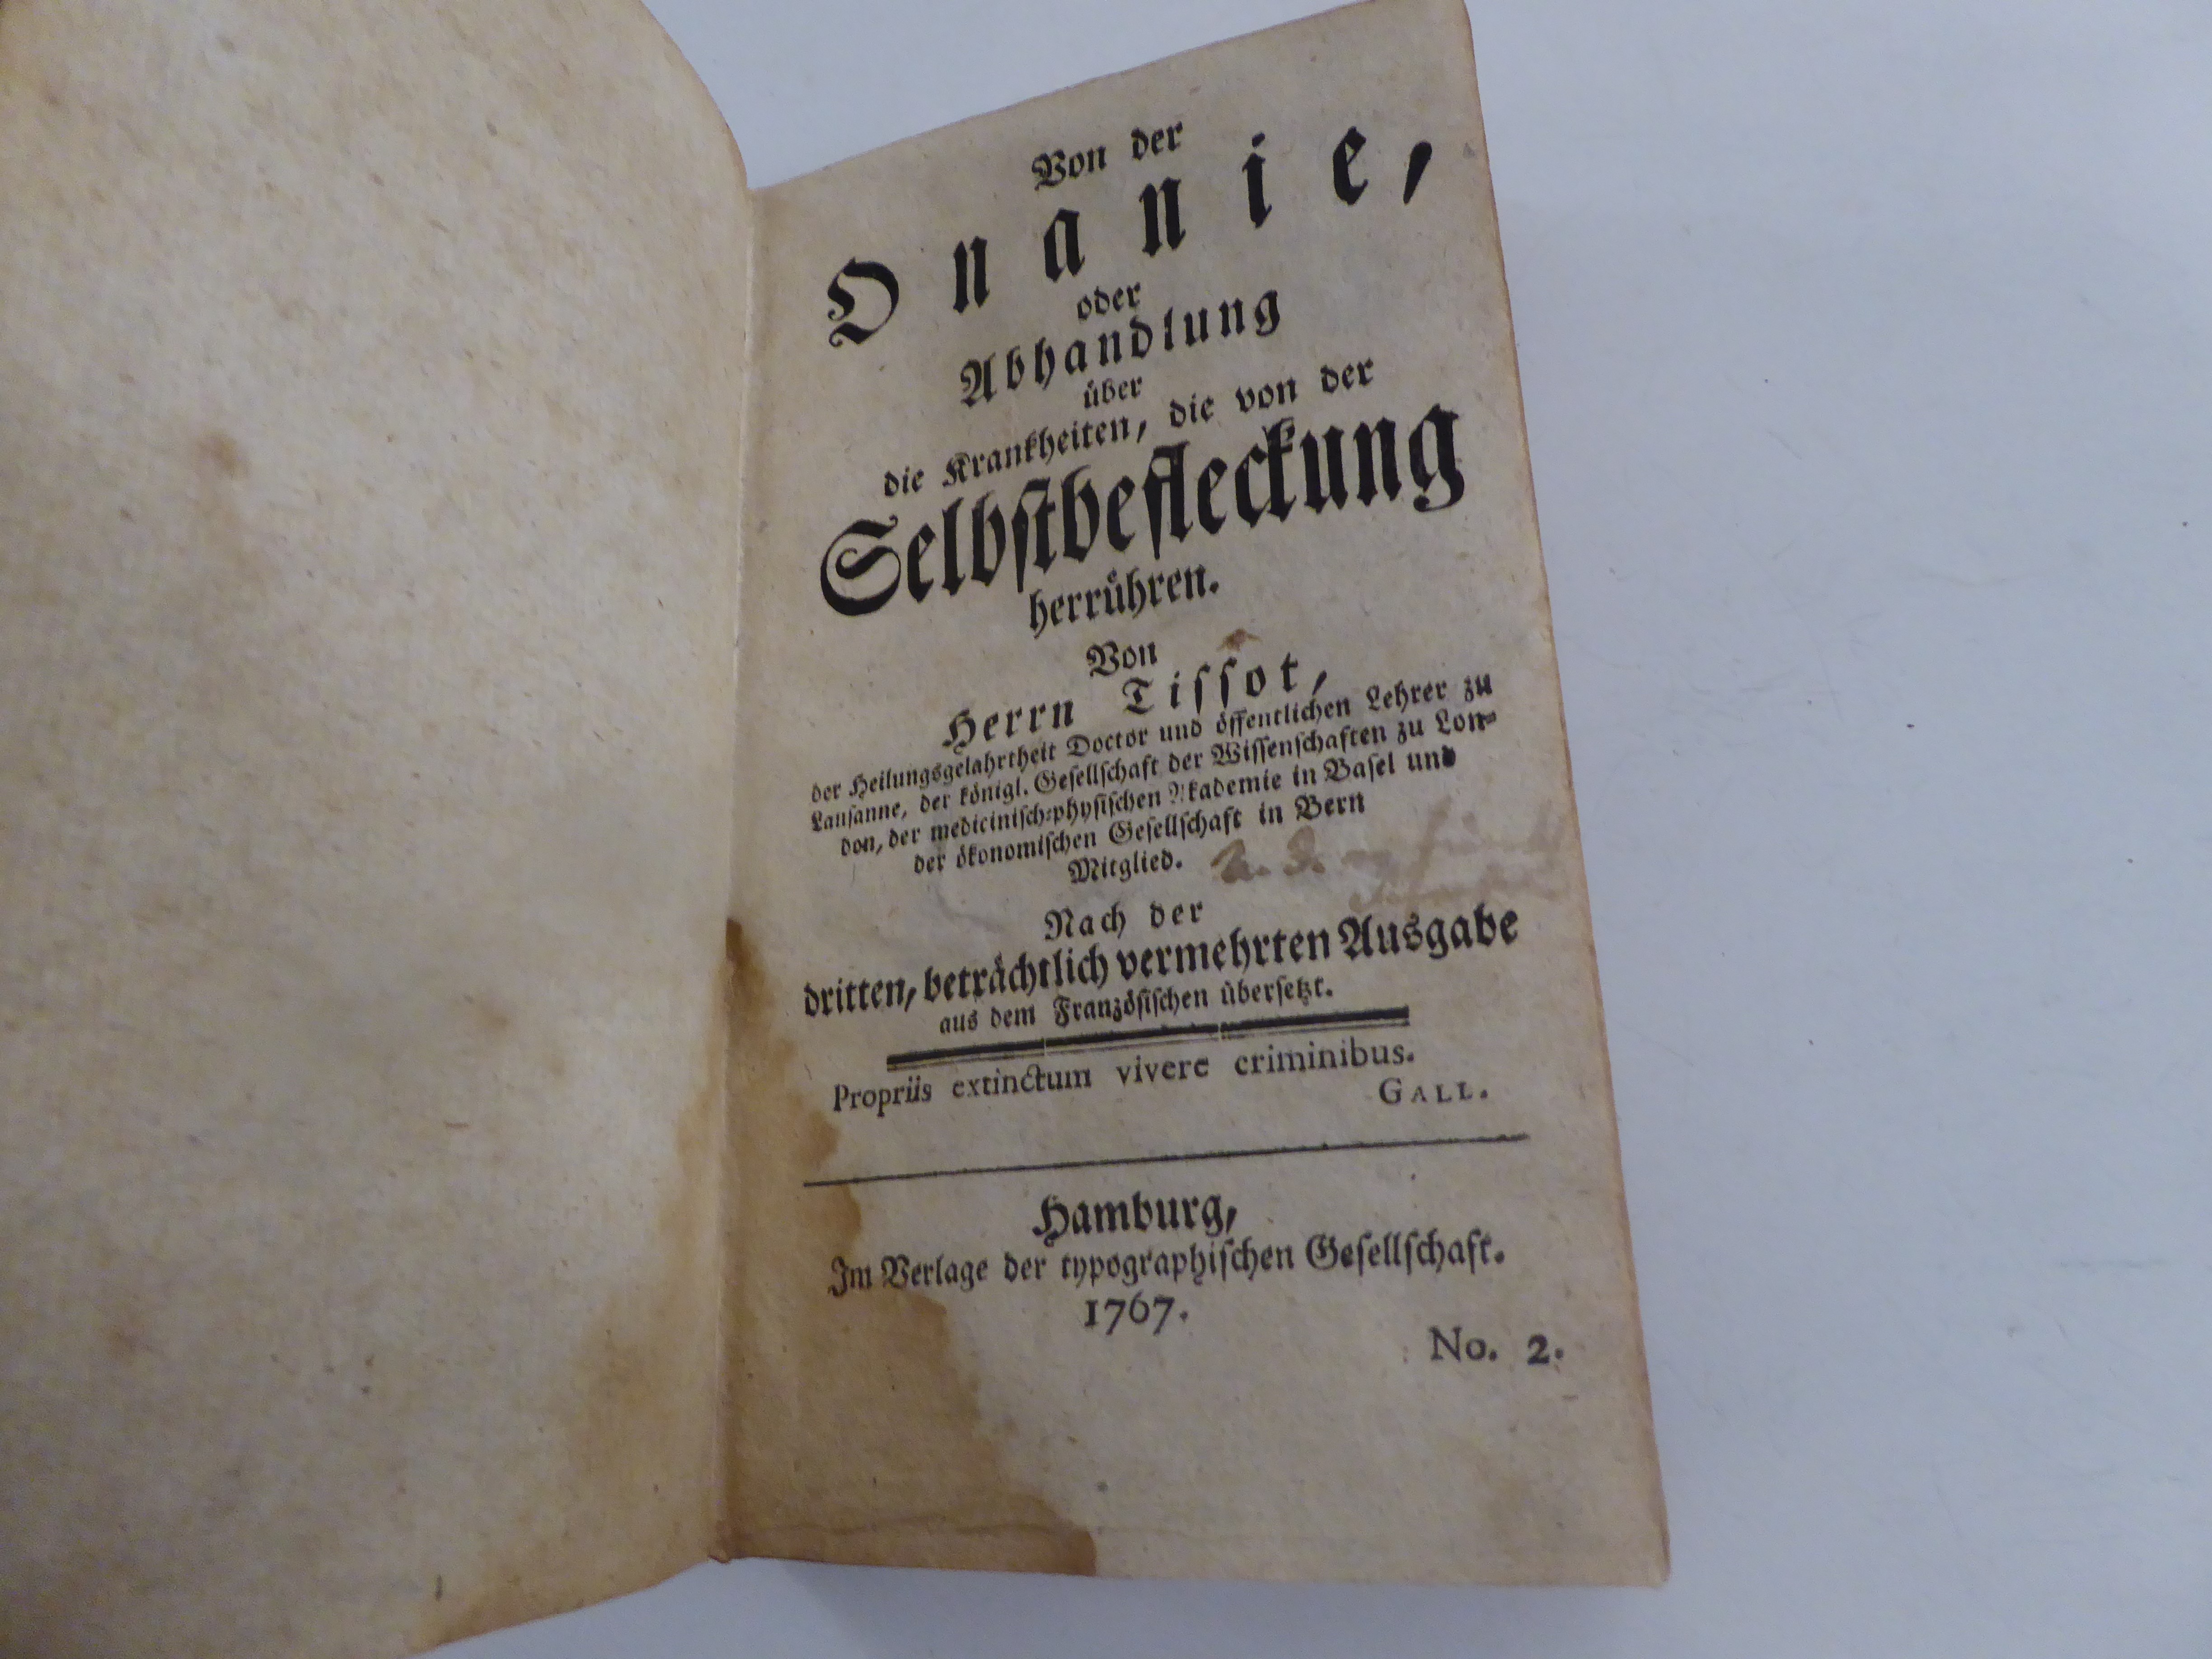 Von der
Onanie,
oder
Abhandlung
über
die Krankheiten, die von der
Selbstbefleckung
herrühren.
Von
Herrn Tissot,
der Heilungsgelahrtheit Doctor und öffentlichen Lehrer zu
Lausanne, der königl. Gesellschaft der Wissenschaften zu Lon-
don, der medicinisch-physischen Akademie in Basel und
der ökonomischen Gesellschaft in Bern
Mitglied.
Nach der
dritten, beträchtlich vermehrten Ausgabe
aus dem Französischen übersetzt.
Propriis extinctum vivere criminibus.
GALL.
Hamburg,
Im Verlage der typographischen Gesellschaft.
1767.
No. 2.